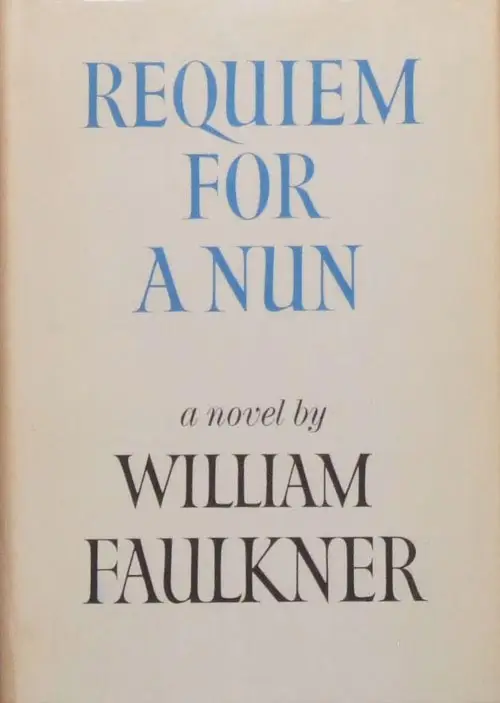 REQUIEM
FOR
A NUN
a novel by
WILLIAM
FAULKNER